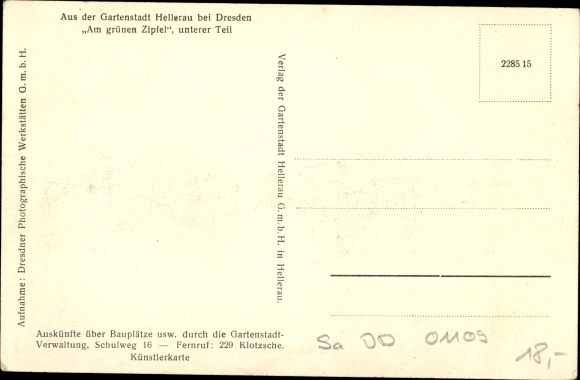 Aus der Gartenstadt Hellerau bei Dresden
„Am grünen Zipfel“, unterer Teil
Aufnahme: Dresdner Photographische Werkstätten G. m. b. H.
Verlag der Gartenstadt Hellerau G. m. b. H. in Hellerau.
228515
Auskünfte über Bauplätze usw. durch die Gartenstadt-
Verwaltung, Schulweg 16 — Fernruf: 229 Klotzsche.
Künstlerkarte
Sa DD 01109
18,-